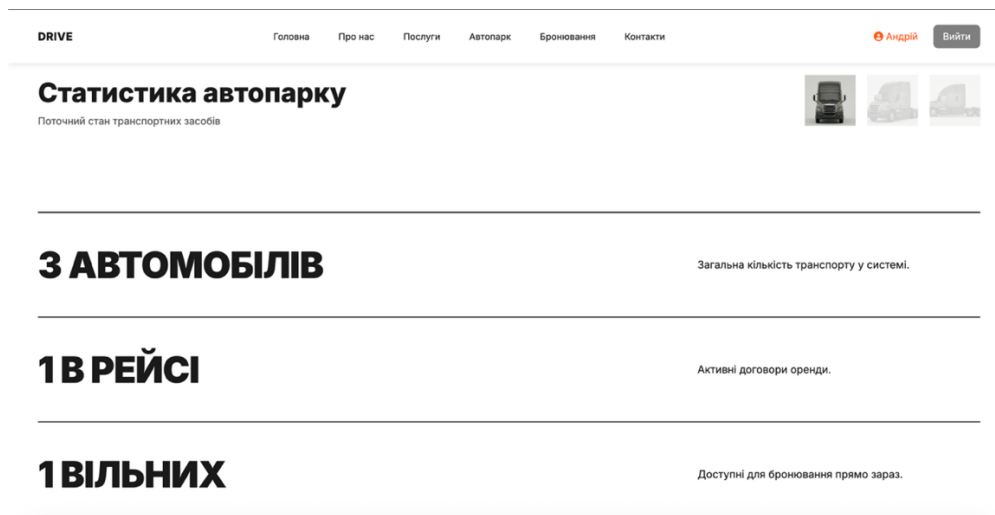 DRIVE
Головна
Про нас
Послуги
Автопарк
Бронювання
Контакти
Андрій
Вийти
Статистика автопарку
Поточний стан транспортних засобів
3 АВТОМОБІЛІВ
Загальна кількість транспорту у системі.
1 В РЕЙСІ
Активні договори оренди.
1 ВІЛЬНИХ
Доступні для бронювання прямо зараз.